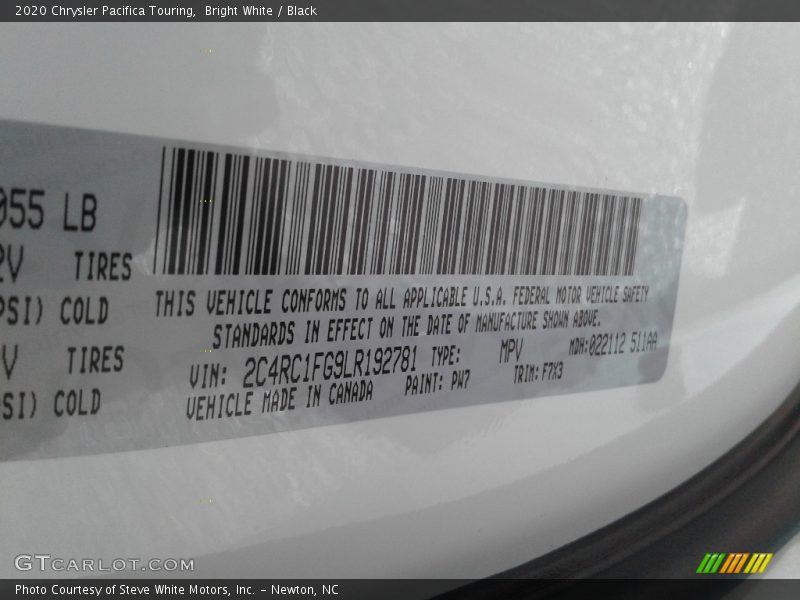 2020 Chrysler Pacifica Touring, Bright White / Black
055 LB
TIRES
PSI) COLD
TIRES
SI) COLD
THIS VEHICLE CONFORMS TO ALL APPLICABLE U.S.A. FEDERAL MOTOR VEHICLE SAFETY
STANDARDS IN EFFECT ON THE DATE OF MANUFACTURE SHOWN ABOVE.
VIN: 2C4RC1FG9LR192781 TYPE: MPV MDH:022112 511AA
VEHICLE MADE IN CANADA PAINT: PW7 TRIM: F7X3
GTCARLOT.COM
Photo Courtesy of Steve White Motors, Inc. – Newton, NC